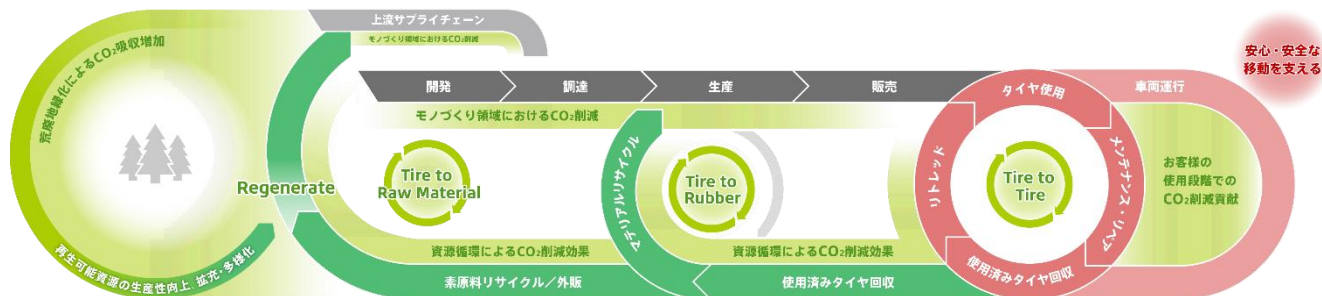 上流サプライチェーン
モノづくり領域におけるCO₂削減
荒廃地緑化によるCO₂吸収増加
安心・安全な
移動を支える
開発
調達
生産
販売
タイヤ使用
車両運行
モノづくり領域におけるCO₂削減
Regenerate
Tire to
Raw Material
マテリアルリサイクル
Tire to
Rubber
リトレッド
Tire to
Tire
メンテナンス・リペア
お客様の
使用段階での
CO₂削減貢献
資源循環によるCO₂削減効果
資源循環によるCO₂削減効果
再生可能資源の生産性向上、拡充・多様化
素原料リサイクル／外販
使用済みタイヤ回収
使用済みタイヤ回収